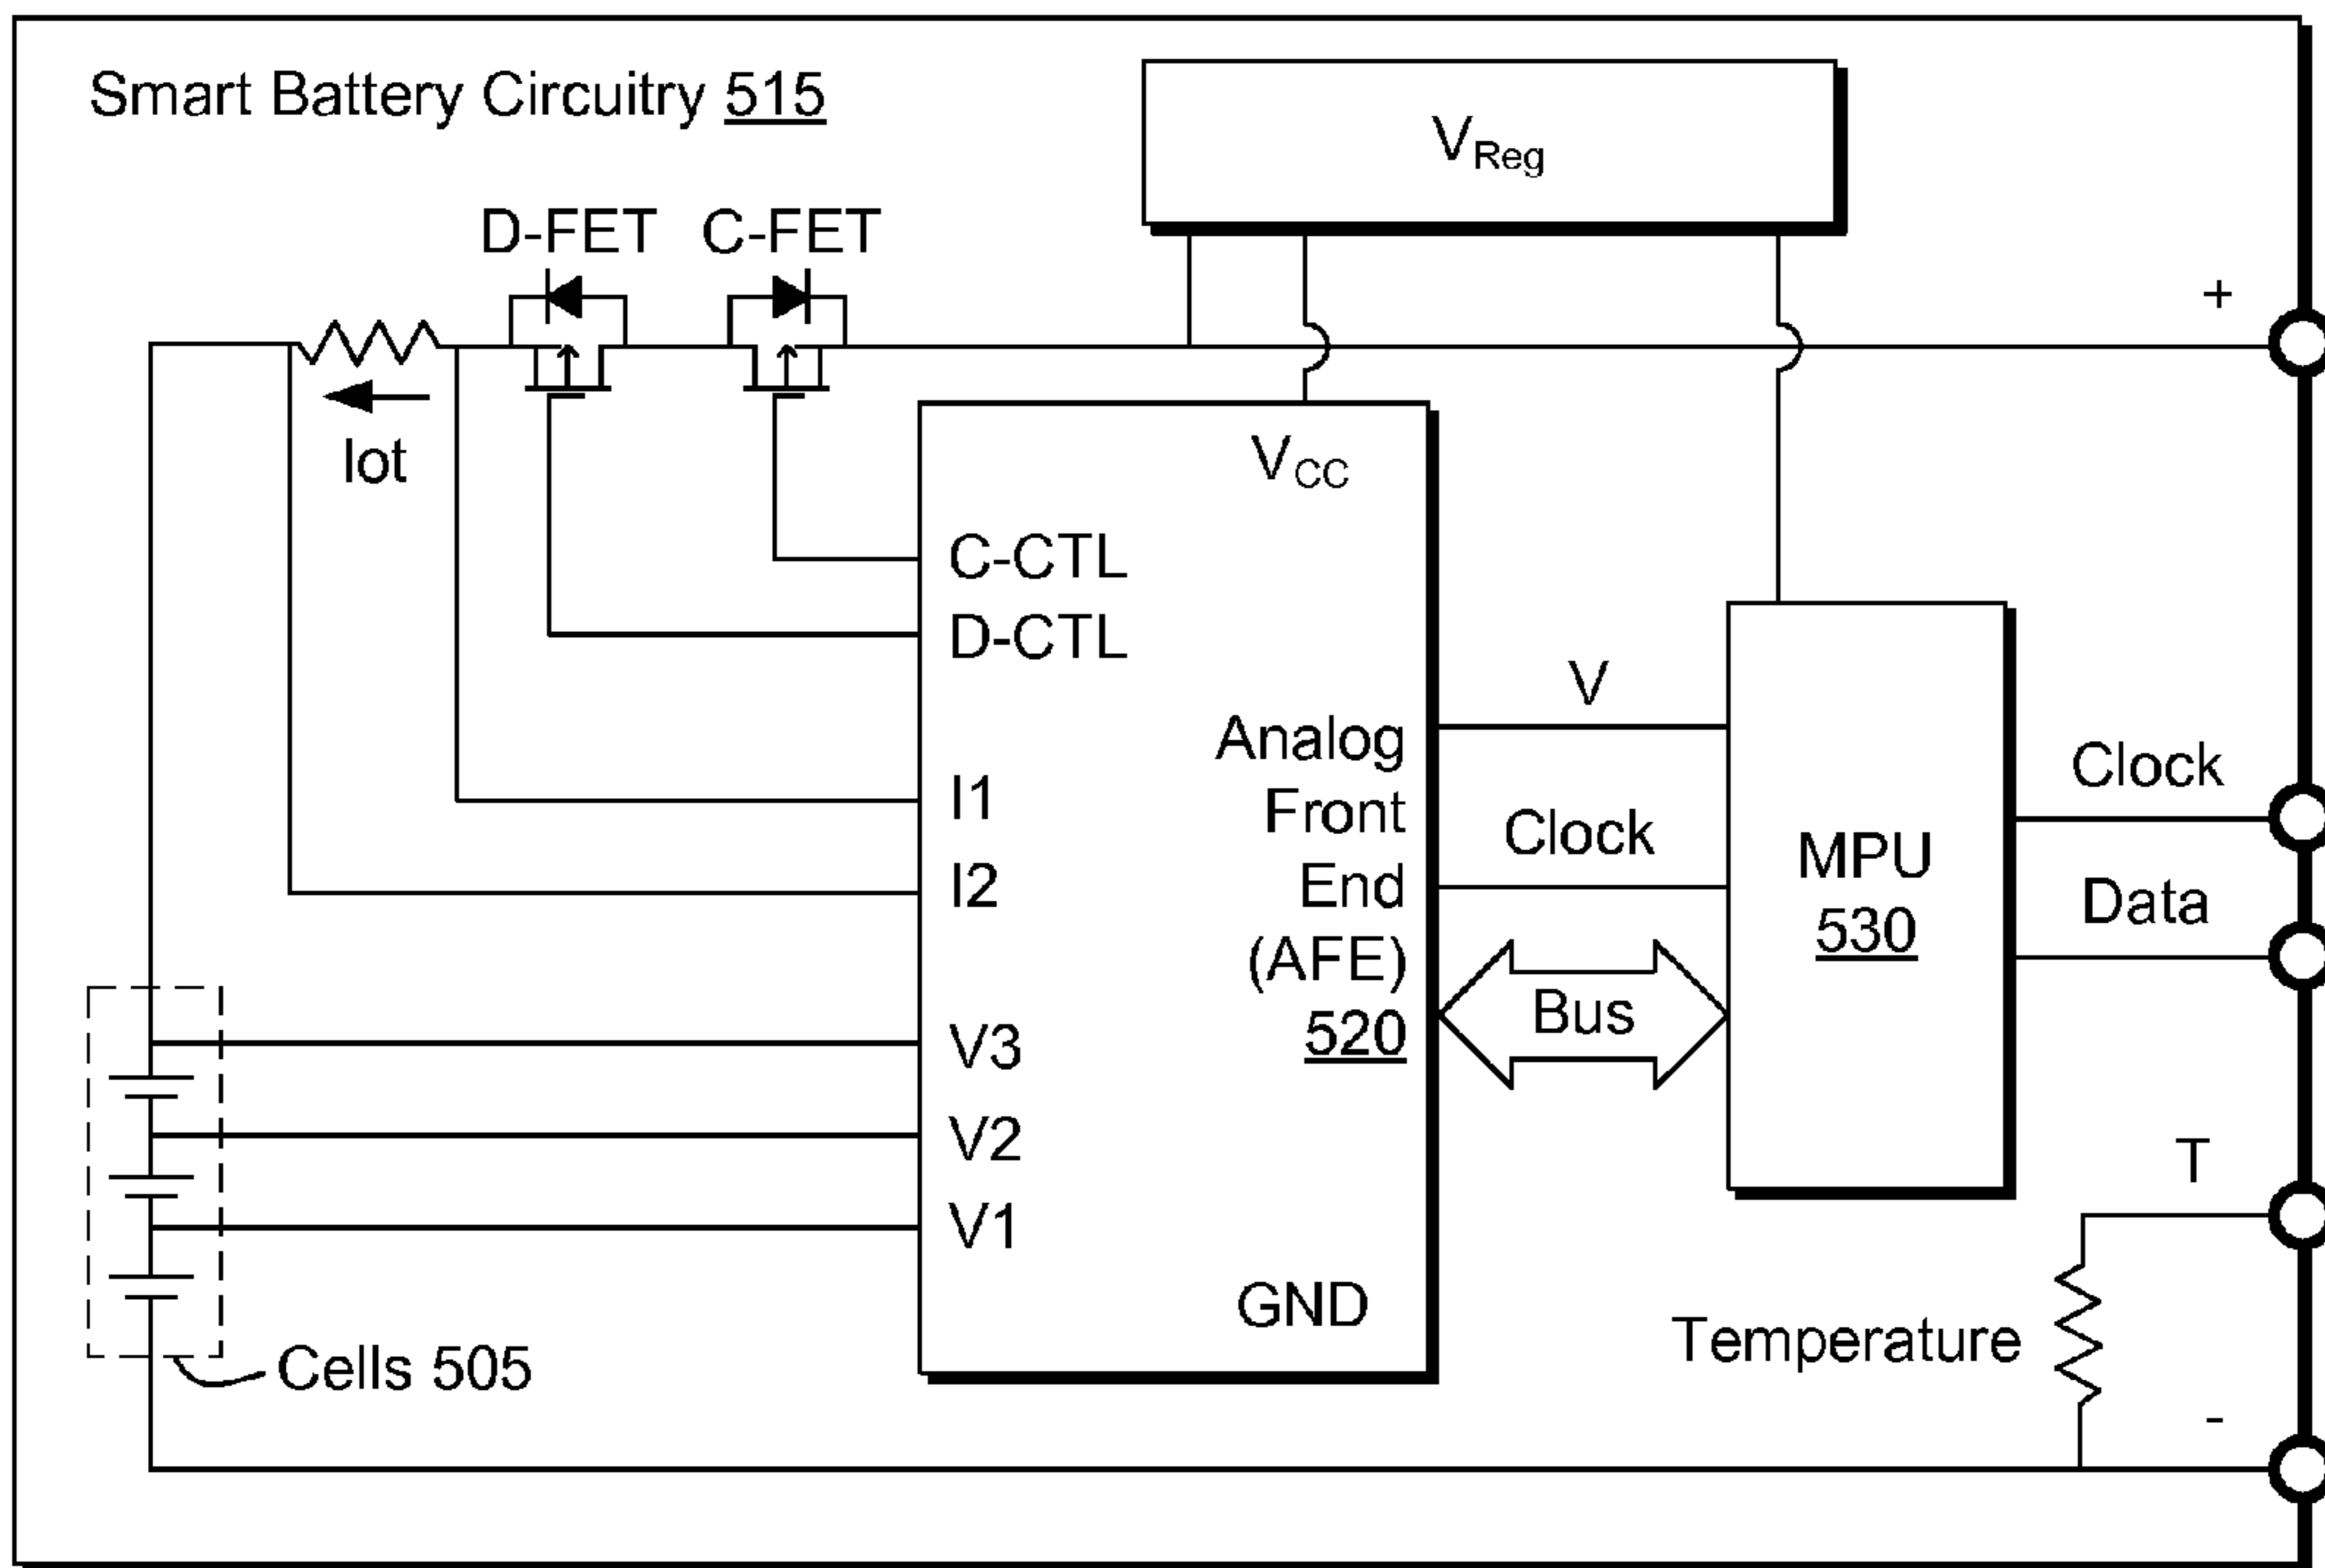 Smart Battery Circuitry 515
VReg
D-FET
C-FET
+
Iot
VCC
C-CTL
D-CTL
I1
I2
V3
V2
V1
Analog
Front
End
(AFE)
520
GND
V
Clock
Bus
MPU
530
Clock
Data
T
Temperature
-
Cells 505